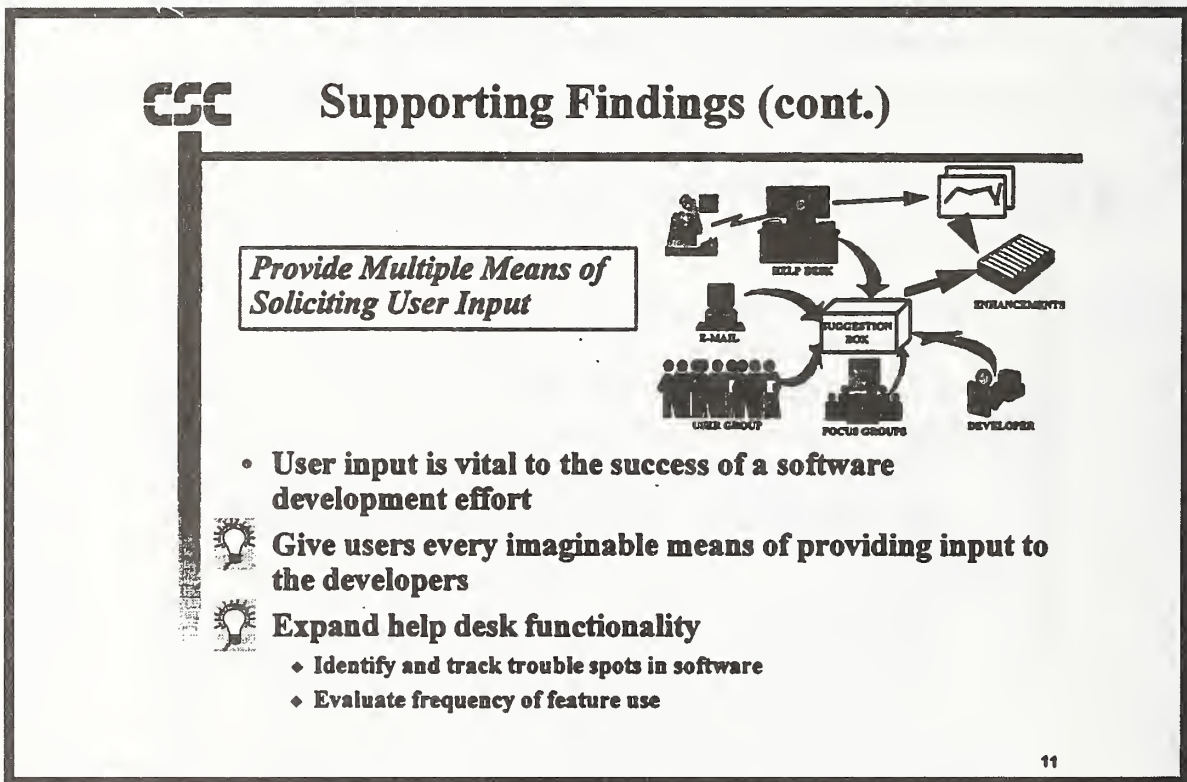 CSC
Supporting Findings (cont.)
Provide Multiple Means of
Soliciting User Input
HELP DESK
ENHANCEMENTS
E-MAIL
SUGGESTION
BOX
USER GROUP
FOCUS GROUPS
DEVELOPER
• User input is vital to the success of a software
development effort
Give users every imaginable means of providing input to
the developers
Expand help desk functionality
◆ Identify and track trouble spots in software
◆ Evaluate frequency of feature use
11